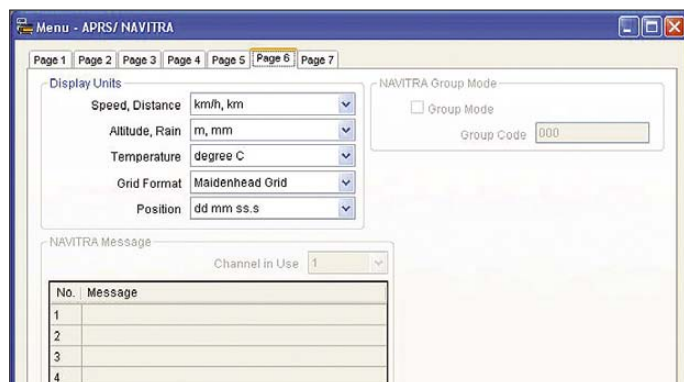 Menu - APRS/ NAVITRA
Page 1 Page 2 Page 3 Page 4 Page 5 Page 6 Page 7
Display Units
Speed, Distance km/h, km
Altitude, Rain m, mm
Temperature degree C
Grid Format Maidenhead Grid
Position dd mm ss.s
NAVITRA Group Mode
Group Mode
Group Code 000
NAVITRA Message
Channel in Use 1
No. Message
1
2
3
4